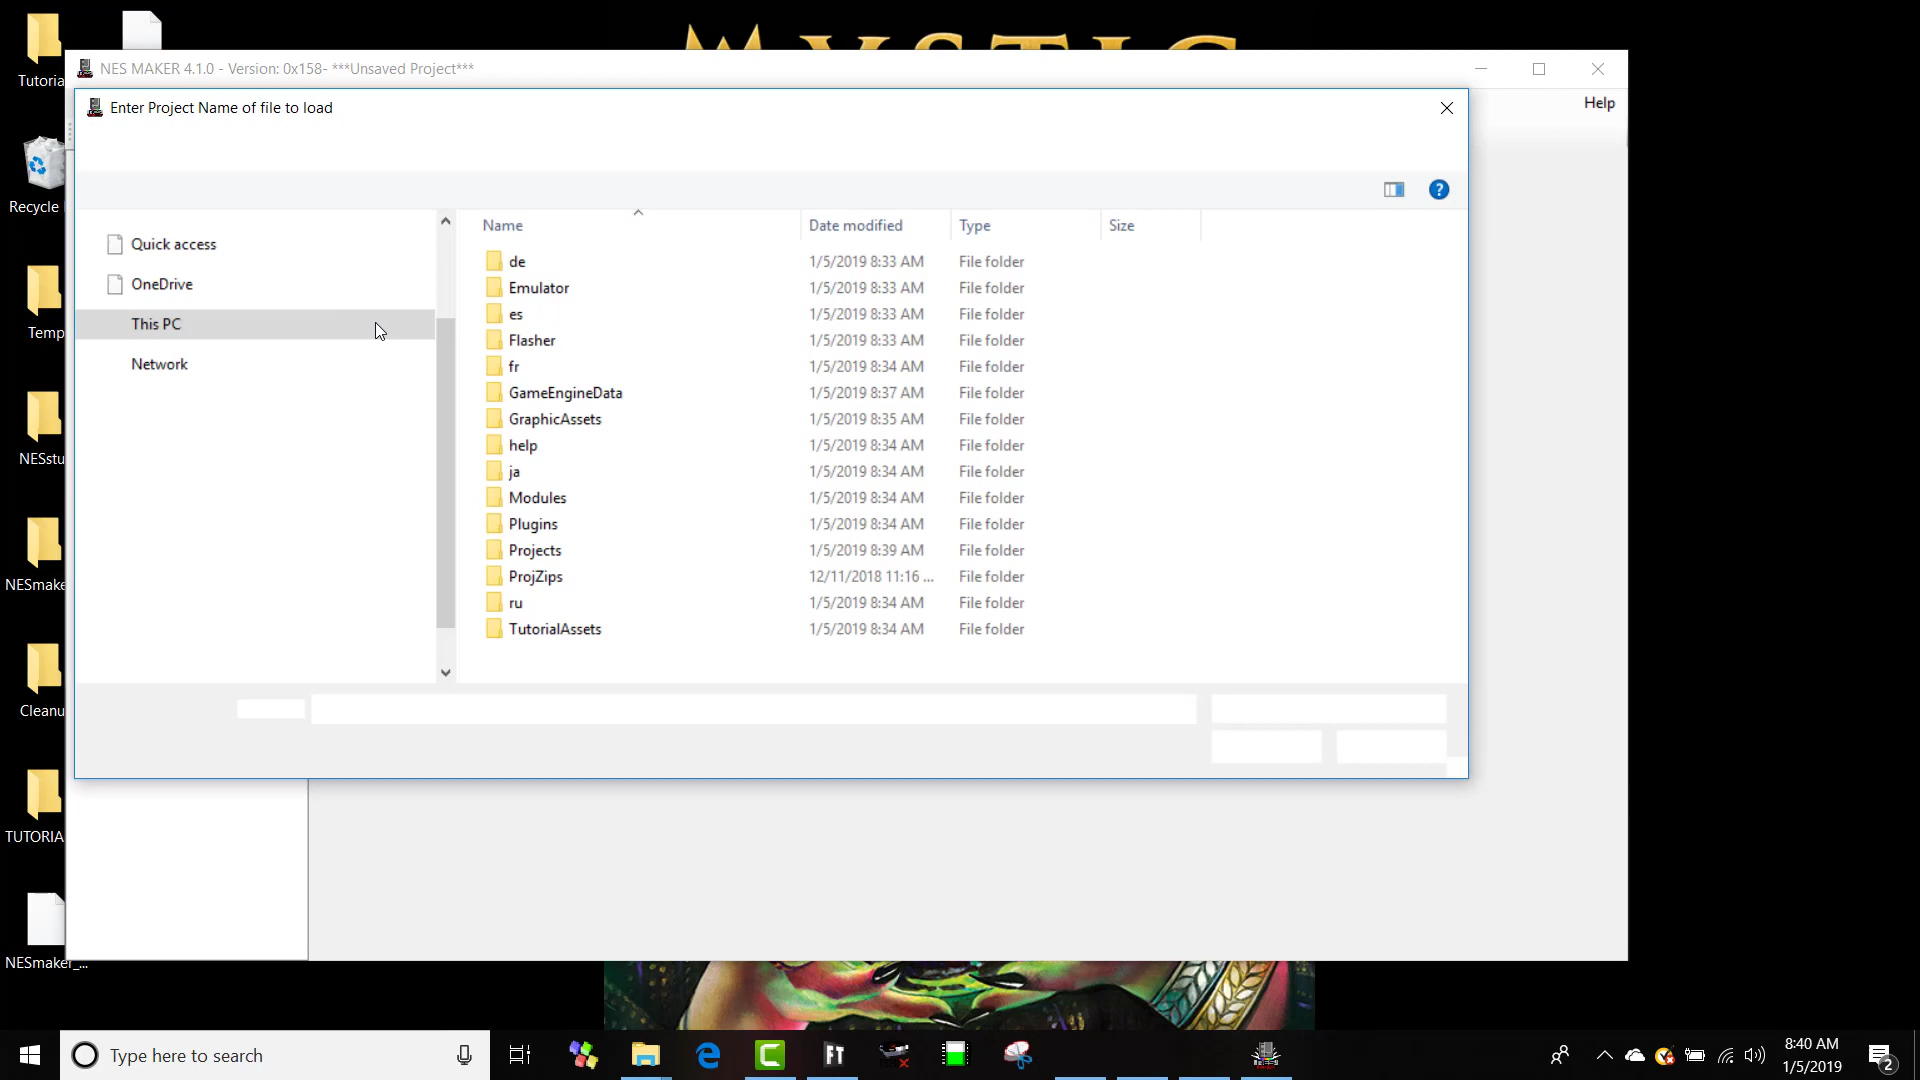 MYSTIC
Tutoria
NES MAKER 4.1.0 - Version: 0x158- ***Unsaved Project***
Enter Project Name of file to load
Help
Recycle
Name Date modified Type Size
Quick access
OneDrive
This PC
Network
de 1/5/2019 8:33 AM File folder
Emulator 1/5/2019 8:33 AM File folder
es 1/5/2019 8:33 AM File folder
Flasher 1/5/2019 8:33 AM File folder
fr 1/5/2019 8:34 AM File folder
GameEngineData 1/5/2019 8:37 AM File folder
GraphicAssets 1/5/2019 8:35 AM File folder
help 1/5/2019 8:34 AM File folder
ja 1/5/2019 8:34 AM File folder
Modules 1/5/2019 8:34 AM File folder
Plugins 1/5/2019 8:34 AM File folder
Projects 1/5/2019 8:39 AM File folder
ProjZips 12/11/2018 11:16 ... File folder
ru 1/5/2019 8:34 AM File folder
TutorialAssets 1/5/2019 8:34 AM File folder
Temp
NESstu
NESmake
Cleanu
TUTORIA
NESmaker_...
Type here to search
FT
8:40 AM
1/5/2019
2